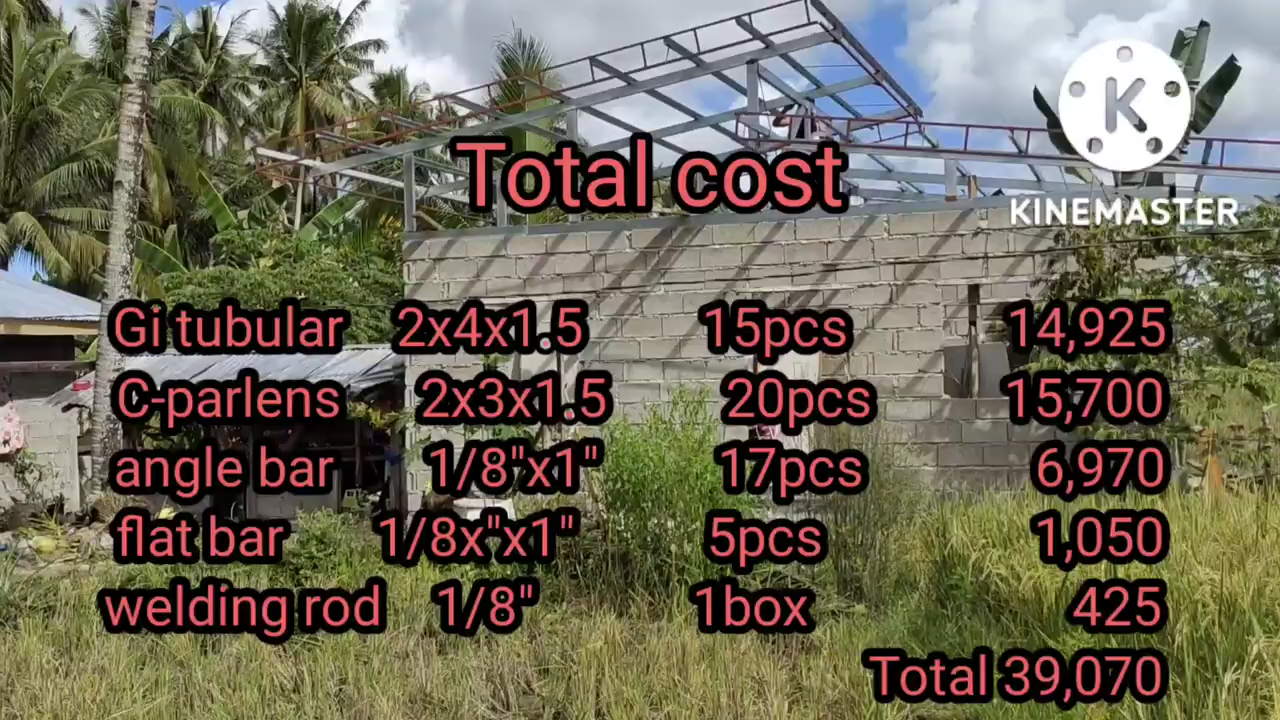 K
KINEMASTER
Total cost
Gi tubular 2x4x1.5 15pcs 14,925
C-parlens 2x3x1.5 20pcs 15,700
angle bar 1/8"x1" 17pcs 6,970
flat bar 1/8x"x1" 5pcs 1,050
welding rod 1/8" 1box 425
Total 39,070